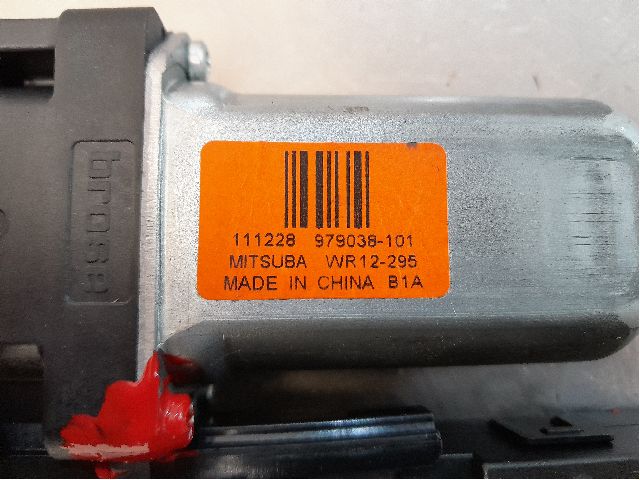 brose
111228 979038-101
MITSUBA WR12-295
MADE IN CHINA B1A